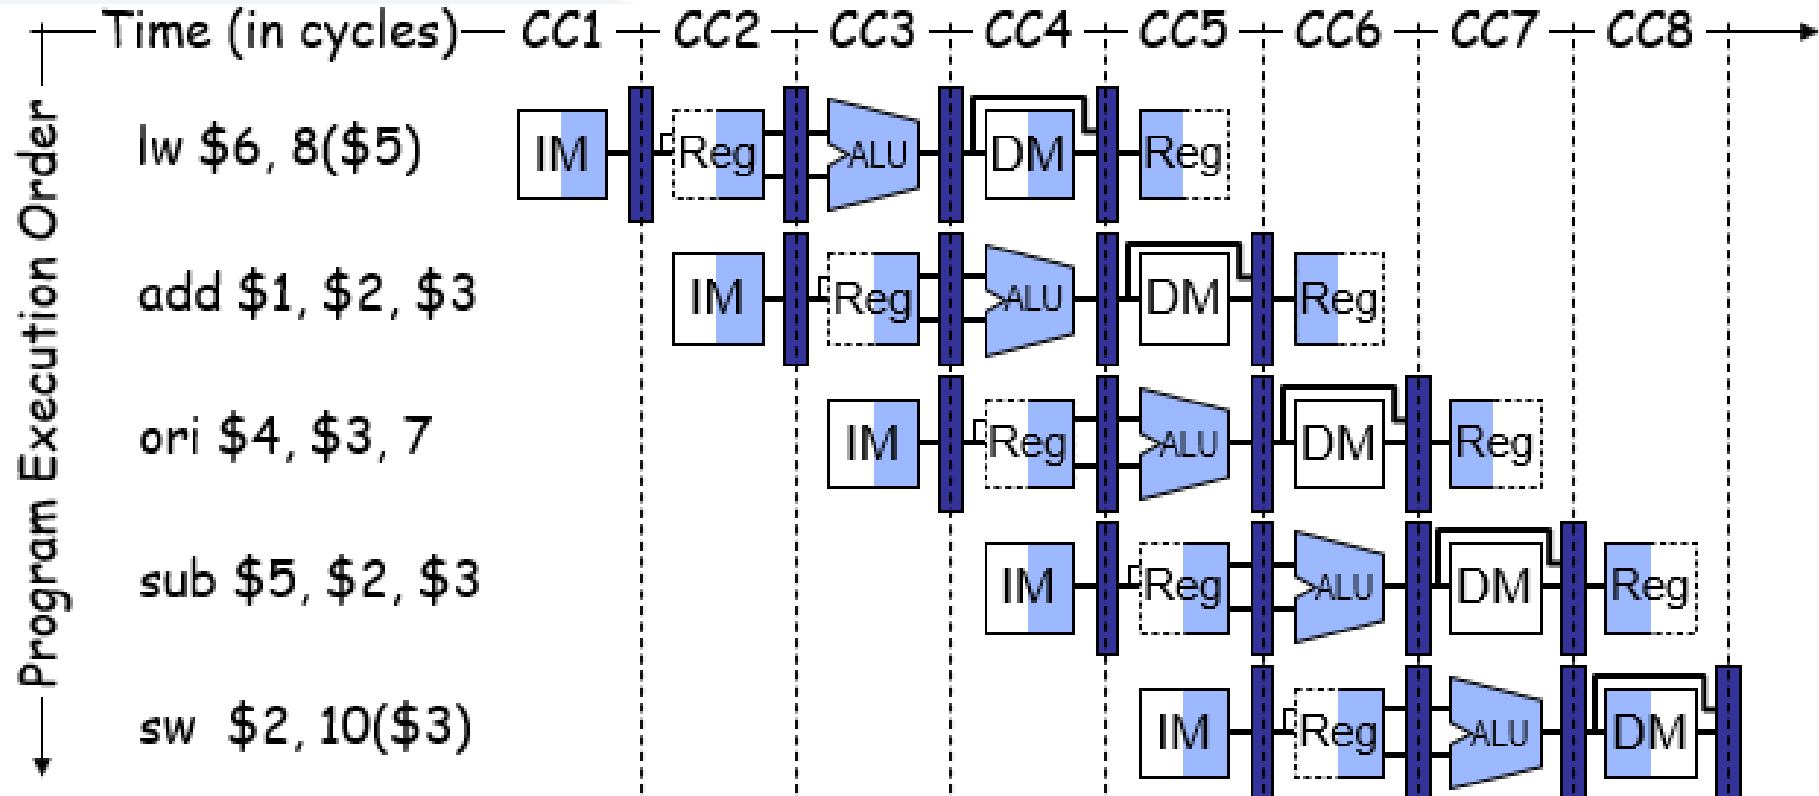 Time (in cycles) CC1 CC2 CC3 CC4 CC5 CC6 CC7 CC8
Program Execution Order
lw $6, 8($5) IM Reg ALU DM Reg
add $1, $2, $3 IM Reg ALU DM Reg
ori $4, $3, 7 IM Reg ALU DM Reg
sub $5, $2, $3 IM Reg ALU DM Reg
sw $2, 10($3) IM Reg ALU DM